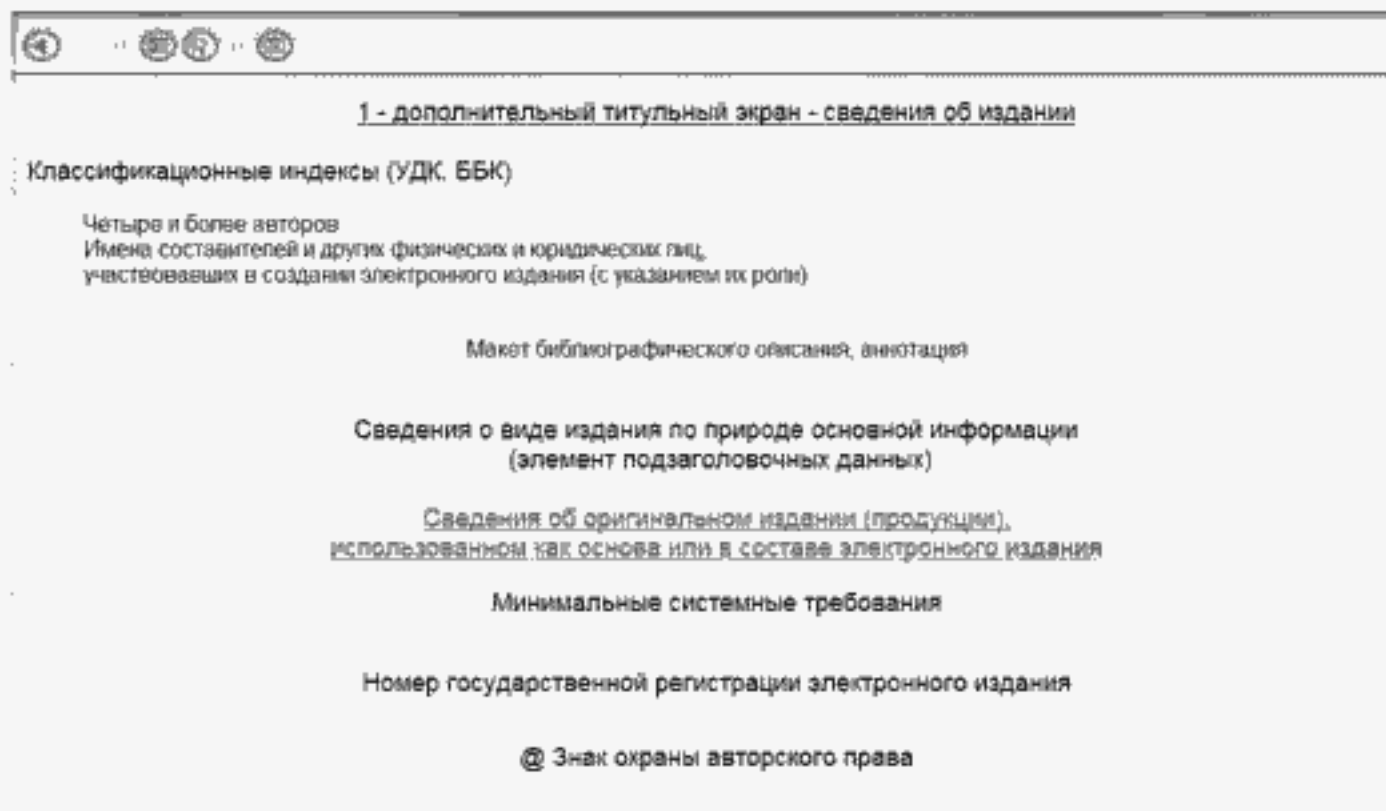 1 - дополнительный титульный экран - сведения об издании
Классификационные индексы (УДК, ББК)
Четыре и более авторов
Имена составителей и других физических и юридических лиц,
участвовавших в создании электронного издания (с указанием их роли)
Макет библиографического описания, аннотация
Сведения о виде издания по природе основной информации
(элемент подзаголовочных данных)
Сведения об оригинальном издании (продукции),
использованном как основа или в составе электронного издания
Минимальные системные требования
Номер государственной регистрации электронного издания
@ Знак охраны авторского права